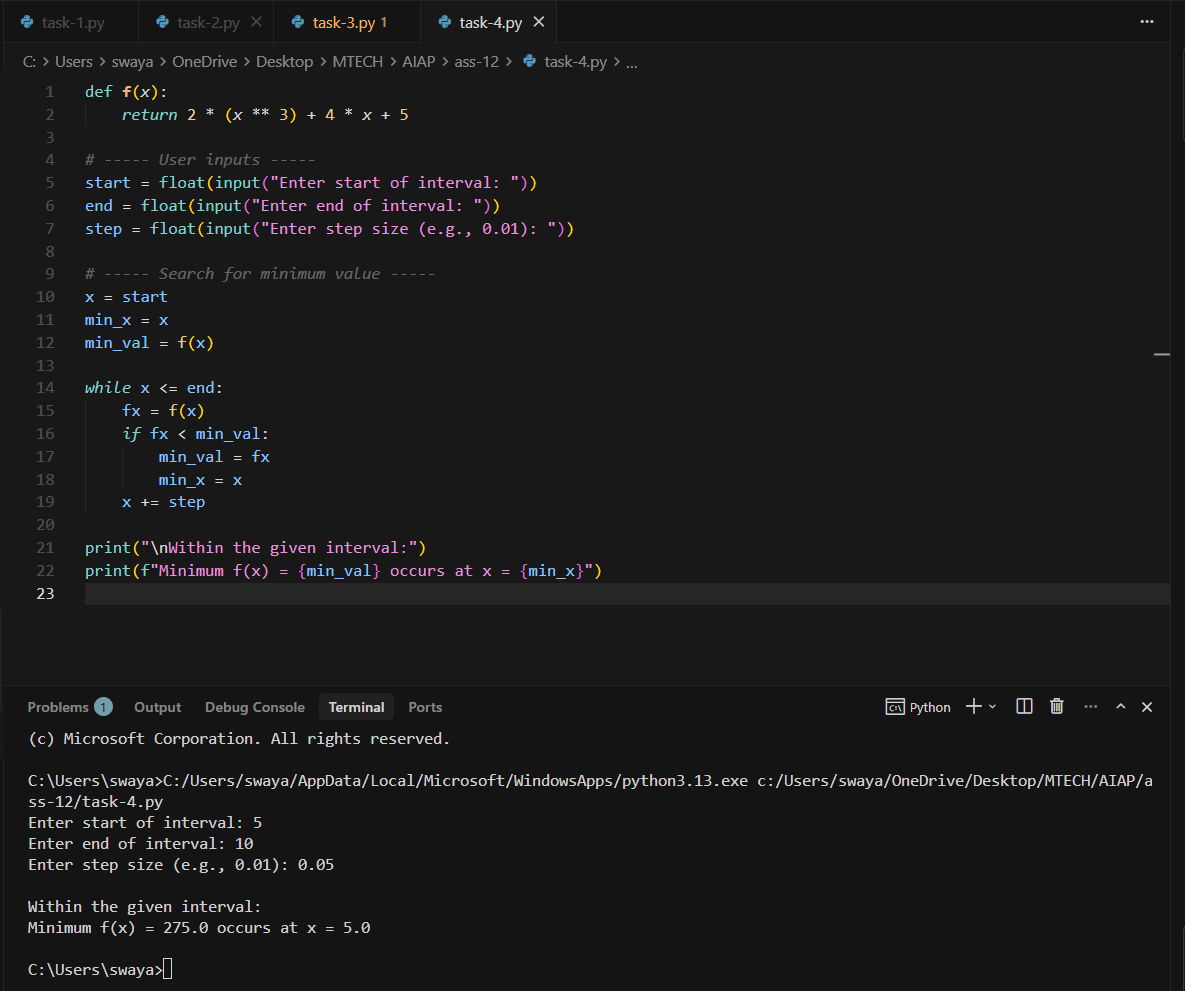 task-1.py task-2.py task-3.py 1 task-4.py
C: > Users > swaya > OneDrive > Desktop > MTECH > AIAP > ass-12 > task-4.py > ...
1 def f(x):
2     return 2 * (x ** 3) + 4 * x + 5
3
4 # ----- User inputs -----
5 start = float(input("Enter start of interval: "))
6 end = float(input("Enter end of interval: "))
7 step = float(input("Enter step size (e.g., 0.01): "))
8
9 # ----- Search for minimum value -----
10 x = start
11 min_x = x
12 min_val = f(x)
13
14 while x <= end:
15     fx = f(x)
16     if fx < min_val:
17         min_val = fx
18         min_x = x
19     x += step
20
21 print("\nWithin the given interval:")
22 print(f"Minimum f(x) = {min_val} occurs at x = {min_x}")
23
Problems 1 Output Debug Console Terminal Ports Python
(c) Microsoft Corporation. All rights reserved.
C:\Users\swaya>C:/Users/swaya/AppData/Local/Microsoft/WindowsApps/python3.13.exe c:/Users/swaya/OneDrive/Desktop/MTECH/AIAP/a
ss-12/task-4.py
Enter start of interval: 5
Enter end of interval: 10
Enter step size (e.g., 0.01): 0.05
Within the given interval:
Minimum f(x) = 275.0 occurs at x = 5.0
C:\Users\swaya>